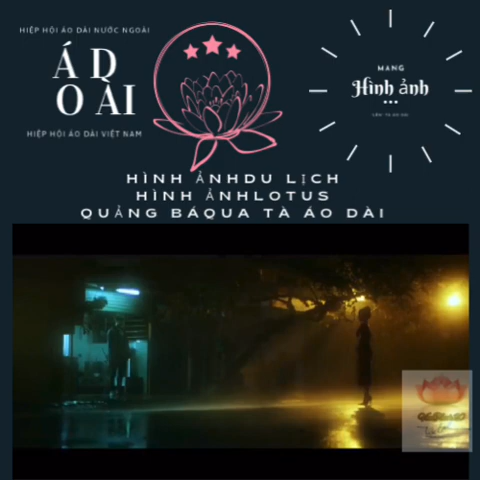 HIỆP HỘI ÁO DÀI NƯỚC NGOÀI
Á D
O ÀI
HIỆP HỘI ÁO DÀI VIỆT NAM
MANG
Hình ảnh
HÌNH ẢNHDU LỊCH
HÌNH ẢNHLOTUS
QUẢNG BÁQUA TÀ ÁO DÀI